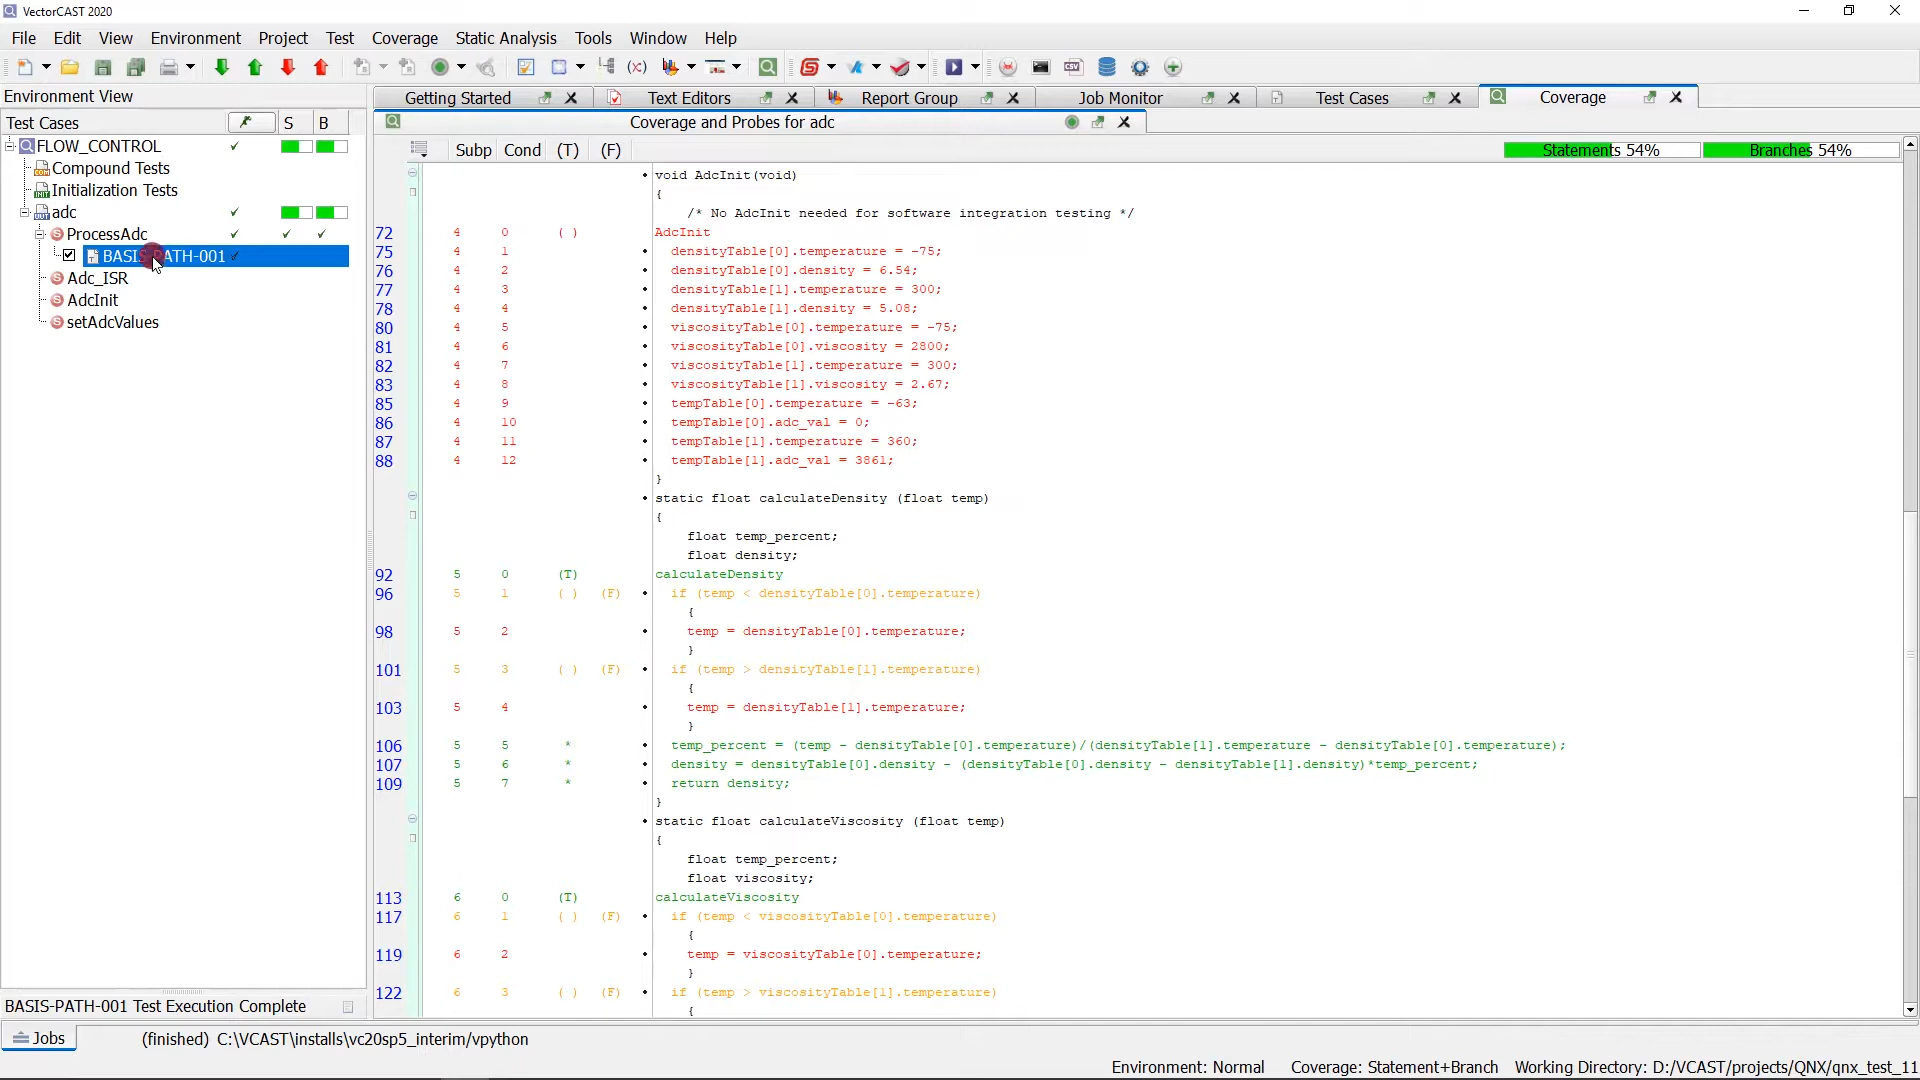 VectorCAST 2020
File Edit View Environment Project Test Coverage Static Analysis Tools Window Help
Environment View
Getting Started Text Editors Report Group Job Monitor Test Cases Coverage
Test Cases S B
Coverage and Probes for adc
FLOW_CONTROL
Compound Tests
Initialization Tests
adc
ProcessAdc
BASIS-PATH-001
Adc_ISR
AdcInit
setAdcValues
Subp Cond (T) (F) Statements 54% Branches 54%
void AdcInit(void)
{
/* No AdcInit needed for software integration testing */
72 4 0 ( ) AdcInit
75 4 1 densityTable[0].temperature = -75;
76 4 2 densityTable[0].density = 6.54;
77 4 3 densityTable[1].temperature = 300;
78 4 4 densityTable[1].density = 5.08;
80 4 5 viscosityTable[0].temperature = -75;
81 4 6 viscosityTable[0].viscosity = 2800;
82 4 7 viscosityTable[1].temperature = 300;
83 4 8 viscosityTable[1].viscosity = 2.67;
85 4 9 tempTable[0].temperature = -63;
86 4 10 tempTable[0].adc_val = 0;
87 4 11 tempTable[1].temperature = 360;
88 4 12 tempTable[1].adc_val = 3861;
}
static float calculateDensity (float temp)
{
float temp_percent;
float density;
92 5 0 (T) calculateDensity
96 5 1 ( ) (F) if (temp < densityTable[0].temperature)
{
98 5 2 temp = densityTable[0].temperature;
}
101 5 3 ( ) (F) if (temp > densityTable[1].temperature)
{
103 5 4 temp = densityTable[1].temperature;
}
106 5 5 * temp_percent = (temp - densityTable[0].temperature)/(densityTable[1].temperature - densityTable[0].temperature);
107 5 6 * density = densityTable[0].density - (densityTable[0].density - densityTable[1].density)*temp_percent;
109 5 7 * return density;
}
static float calculateViscosity (float temp)
{
float temp_percent;
float viscosity;
113 6 0 (T) calculateViscosity
117 6 1 ( ) (F) if (temp < viscosityTable[0].temperature)
{
119 6 2 temp = viscosityTable[0].temperature;
}
122 6 3 ( ) (F) if (temp > viscosityTable[1].temperature)
{
BASIS-PATH-001 Test Execution Complete
Jobs (finished) C:\VCAST\installs\vc20sp5_interim/vpython
Environment: Normal Coverage: Statement+Branch Working Directory: D:/VCAST/projects/QNX/qnx_test_11